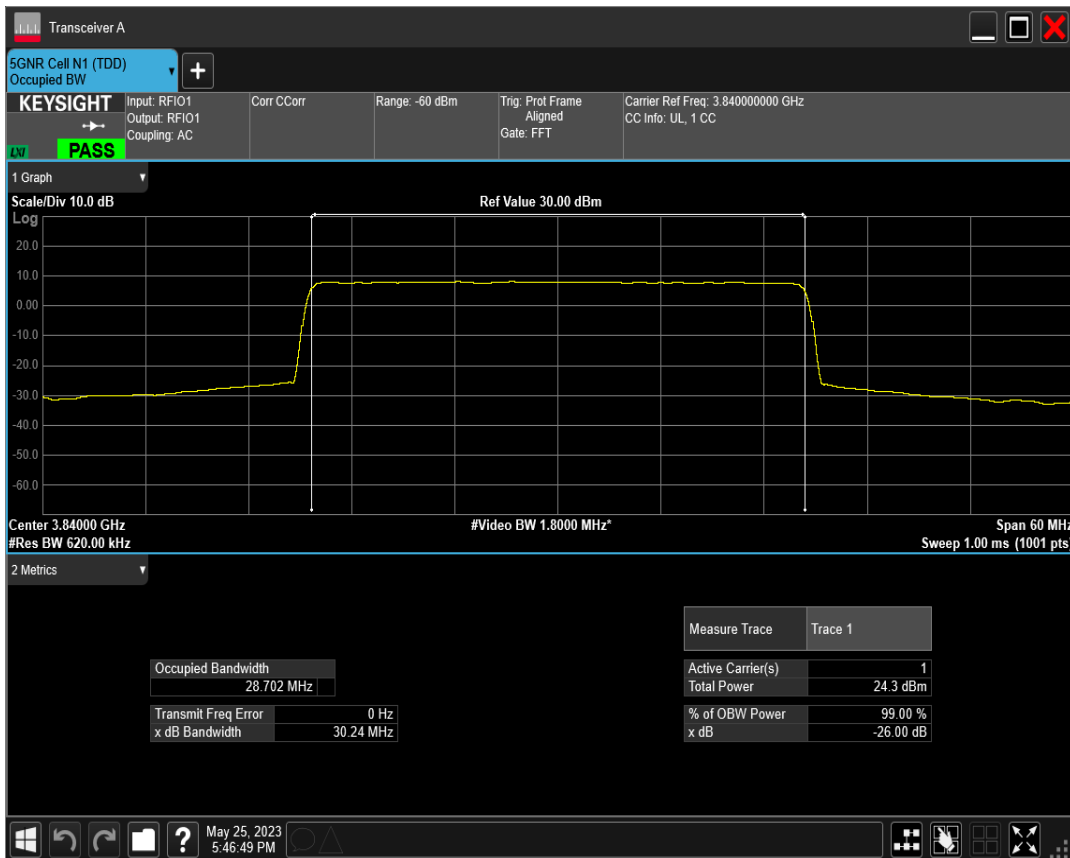 Transceiver A
5GNR Cell N1 (TDD)
Occupied BW
+
KEYSIGHT
LXI
PASS
Input: RFIO1
Output: RFIO1
Coupling: AC
Corr CCorr
Range: -60 dBm
Trig: Prot Frame
Aligned
Gate: FFT
Carrier Ref Freq: 3.840000000 GHz
CC Info: UL, 1 CC
1 Graph
Scale/Div 10.0 dB
Ref Value 30.00 dBm
Log
20.0
10.0
0.00
-10.0
-20.0
-30.0
-40.0
-50.0
-60.0
Center 3.84000 GHz
#Video BW 1.8000 MHz*
Span 60 MHz
#Res BW 620.00 kHz
Sweep 1.00 ms (1001 pts)
2 Metrics
Measure Trace Trace 1
Occupied Bandwidth
28.702 MHz
Active Carrier(s) 1
Total Power 24.3 dBm
Transmit Freq Error 0 Hz
x dB Bandwidth 30.24 MHz
% of OBW Power 99.00 %
x dB -26.00 dB
?
May 25, 2023
5:46:49 PM